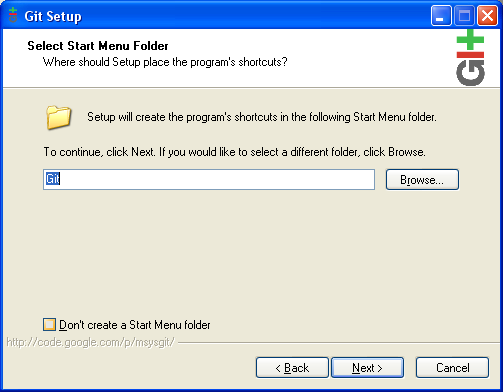 Git Setup
Select Start Menu Folder
Where should Setup place the program's shortcuts?
GIT
Setup will create the program's shortcuts in the following Start Menu folder.
To continue, click Next. If you would like to select a different folder, click Browse.
Git
Browse...
Don't create a Start Menu folder
http://code.google.com/p/msysgit/
< Back
Next >
Cancel